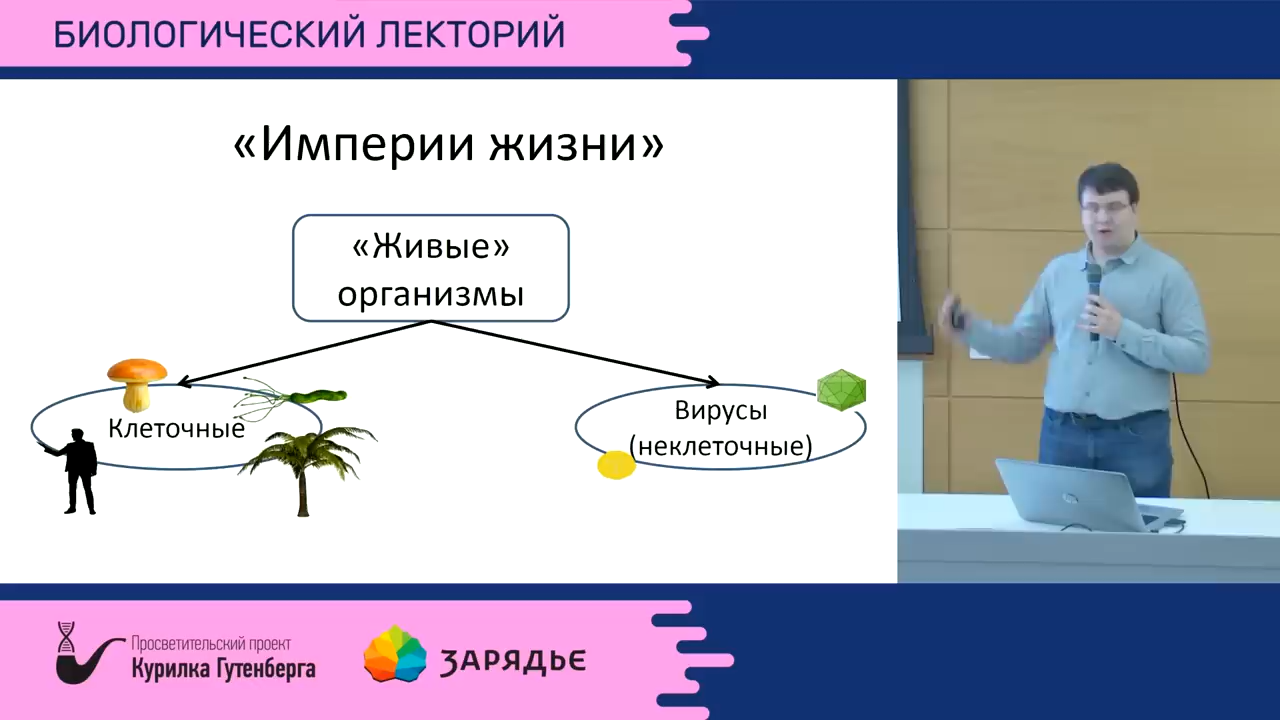 БИОЛОГИЧЕСКИЙ ЛЕКТОРИЙ
«Империи жизни»
«Живые»
организмы
Клеточные
Вирусы
(неклеточные)
Просветительский проект
Курилка Гутенберга
ЗАРЯДЬЕ